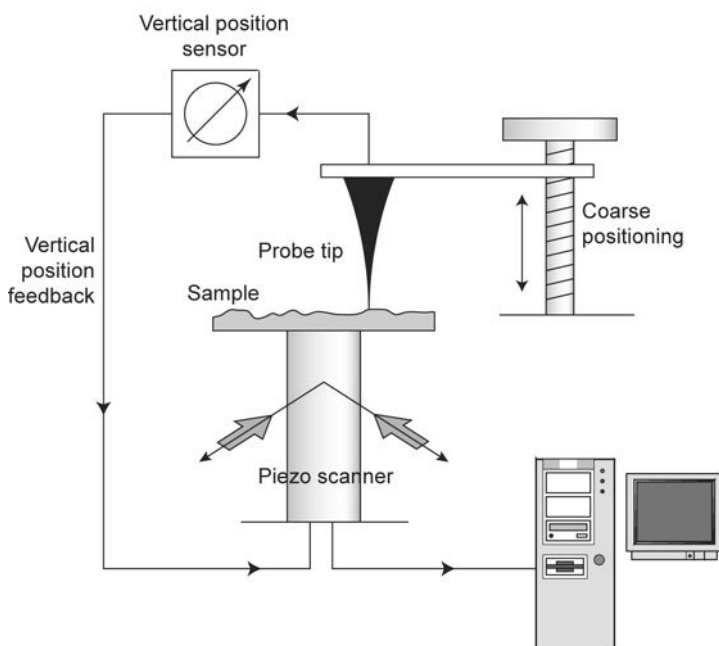 Vertical position
sensor
Vertical
position
feedback
Probe tip
Coarse
positioning
Sample
Piezo scanner